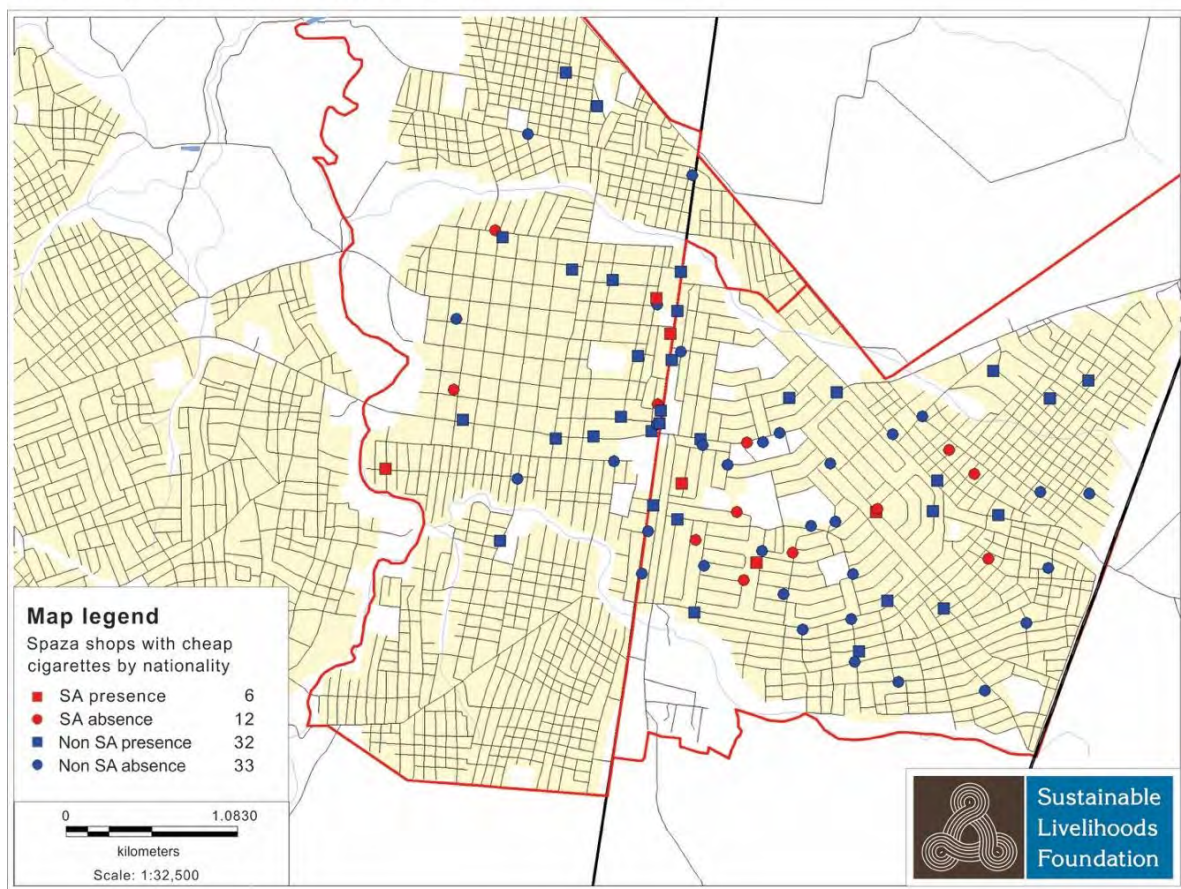 Map legend
Spaza shops with cheap
cigarettes by nationality
SA presence 6
SA absence 12
Non SA presence 32
Non SA absence 33
0 1.0830
kilometers
Scale: 1:32,500
Sustainable
Livelihoods
Foundation